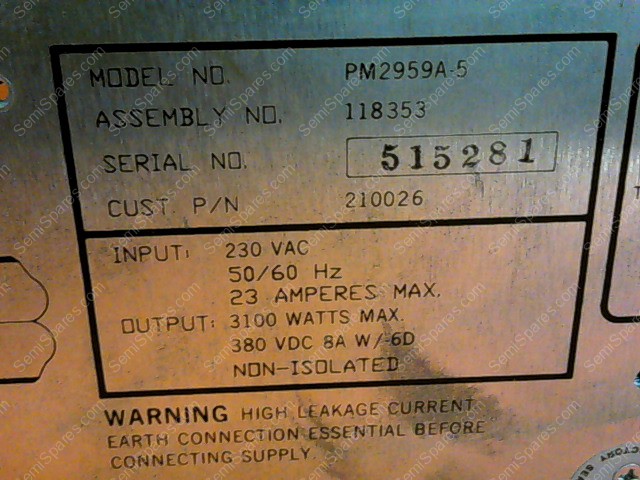 MODEL NO. PM2959A-5
ASSEMBLY NO. 118353
SERIAL NO. 515281
CUST. P/N 210026
INPUT: 230 VAC
50/60 Hz
23 AMPERES MAX.
OUTPUT: 3100 WATTS MAX.
380 VDC 8A W/-6D
NON-ISOLATED
WARNING HIGH LEAKAGE CURRENT
EARTH CONNECTION ESSENTIAL BEFORE
CONNECTING SUPPLY.
SemiSpares.com